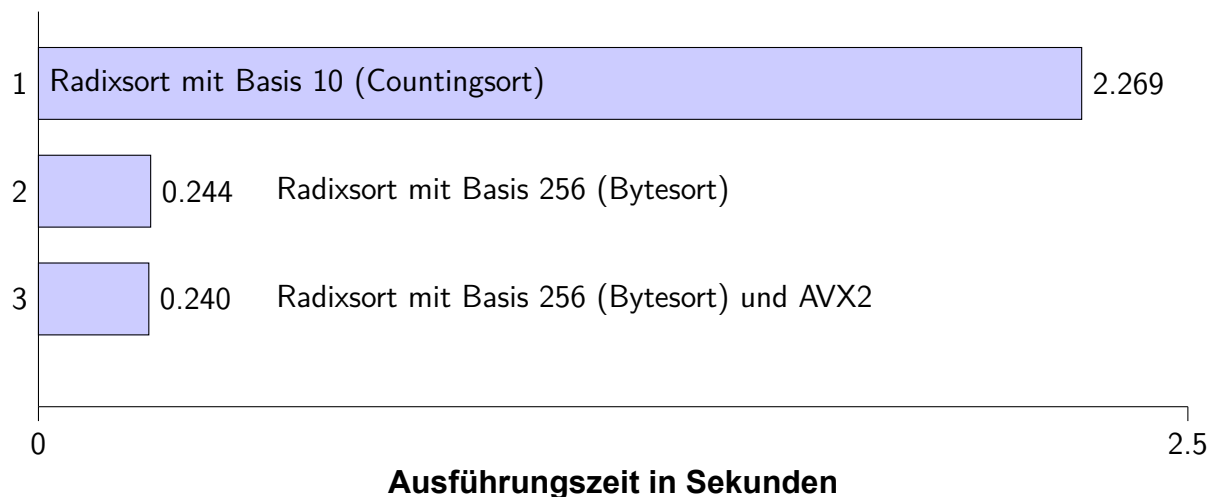 1 Radixsort mit Basis 10 (Countingsort) 2.269
2 0.244 Radixsort mit Basis 256 (Bytesort)
3 0.240 Radixsort mit Basis 256 (Bytesort) und AVX2
0 2.5
Ausführungszeit in Sekunden